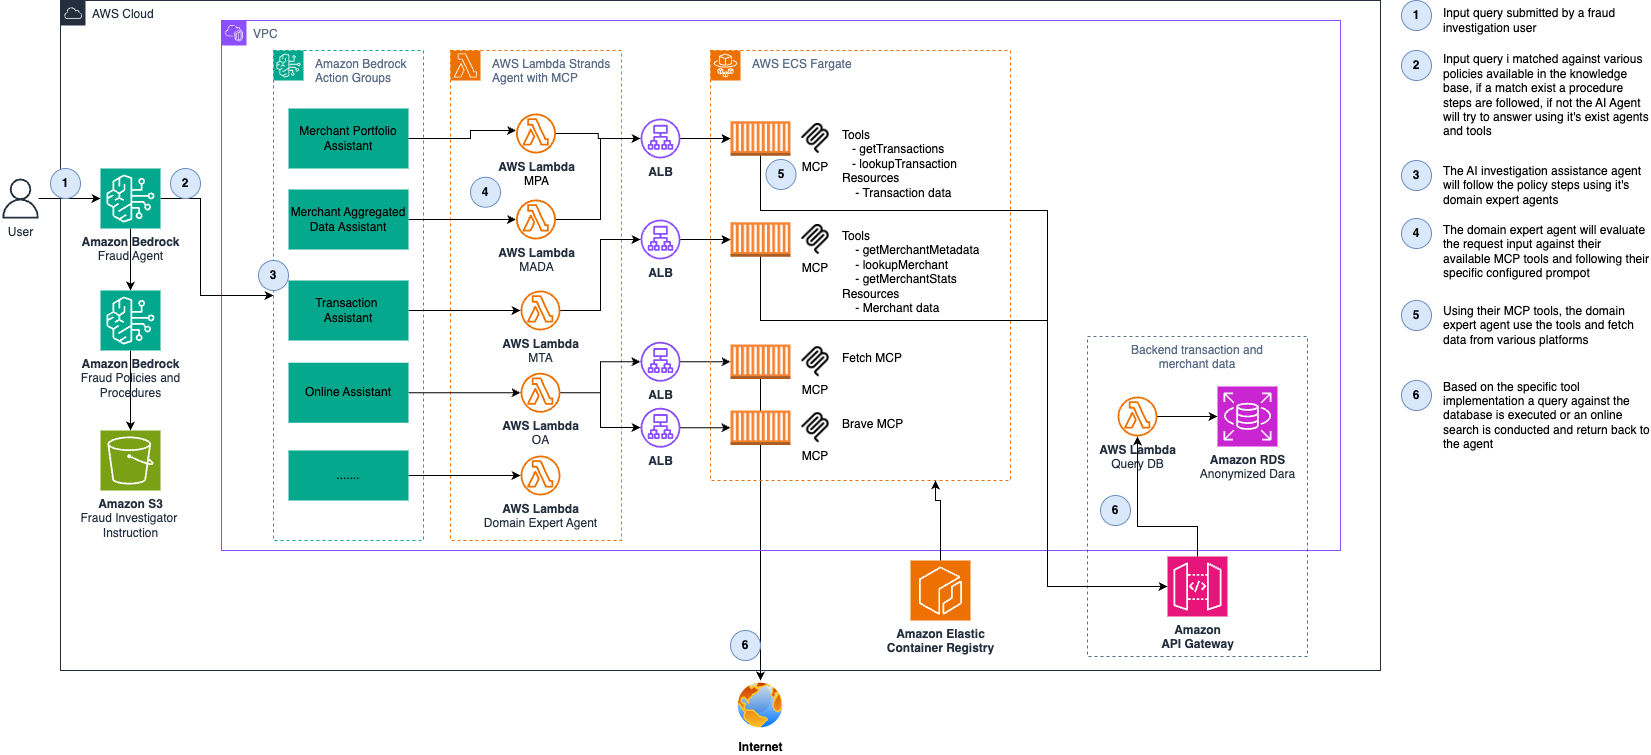 AWS Cloud
VPC
Amazon Bedrock
Action Groups
AWS Lambda Strands
Agent with MCP
AWS ECS Fargate
User
1
Amazon Bedrock
Fraud Agent
2
Amazon Bedrock
Fraud Policies and
Procedures
Amazon S3
Fraud Investigator
Instruction
3
Merchant Portfolio
Assistant
Merchant Aggregated
Data Assistant
Transaction
Assistant
Online Assistant
.......
AWS Lambda
MPA
4
AWS Lambda
MADA
AWS Lambda
MTA
AWS Lambda
OA
AWS Lambda
Domain Expert Agent
ALB
ALB
ALB
ALB
5
MCP
Tools
- getTransactions
- lookupTransaction
Resources
- Transaction data
MCP
Tools
- getMerchantMetadata
- lookupMerchant
- getMerchantStats
Resources
- Merchant data
MCP
Fetch MCP
MCP
Brave MCP
Amazon Elastic
Container Registry
6
Internet
Backend transaction and
merchant data
AWS Lambda
Query DB
Amazon RDS
Anonymized Dara
6
Amazon
API Gateway
1
Input query submitted by a fraud
investigation user
2
Input query i matched against various
policies available in the knowledge
base, if a match exist a procedure
steps are followed, if not the AI Agent
will try to answer using it's exist agents
and tools
3
The AI investigation assistance agent
will follow the policy steps using it's
domain expert agents
4
The domain expert agent will evaluate
the request input against their
available MCP tools and following their
specific configured prompot
5
Using their MCP tools, the domain
expert agent use the tools and fetch
data from various platforms
6
Based on the specific tool
implementation a query against the
database is executed or an online
search is conducted and return back to
the agent